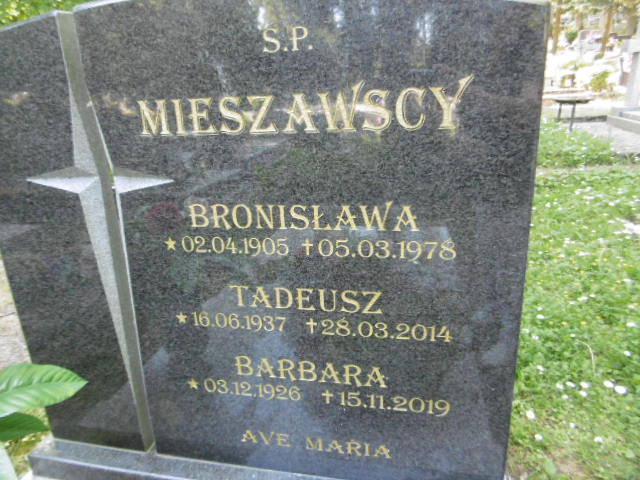 S.P.
MIESZAWSCY
BRONISŁAWA
★02.04.1905 ✝05.03.1978
TADEUSZ
★16.06.1937 ✝28.03.2014
BARBARA
★03.12.1926 ✝15.11.2019
AVE MARIA